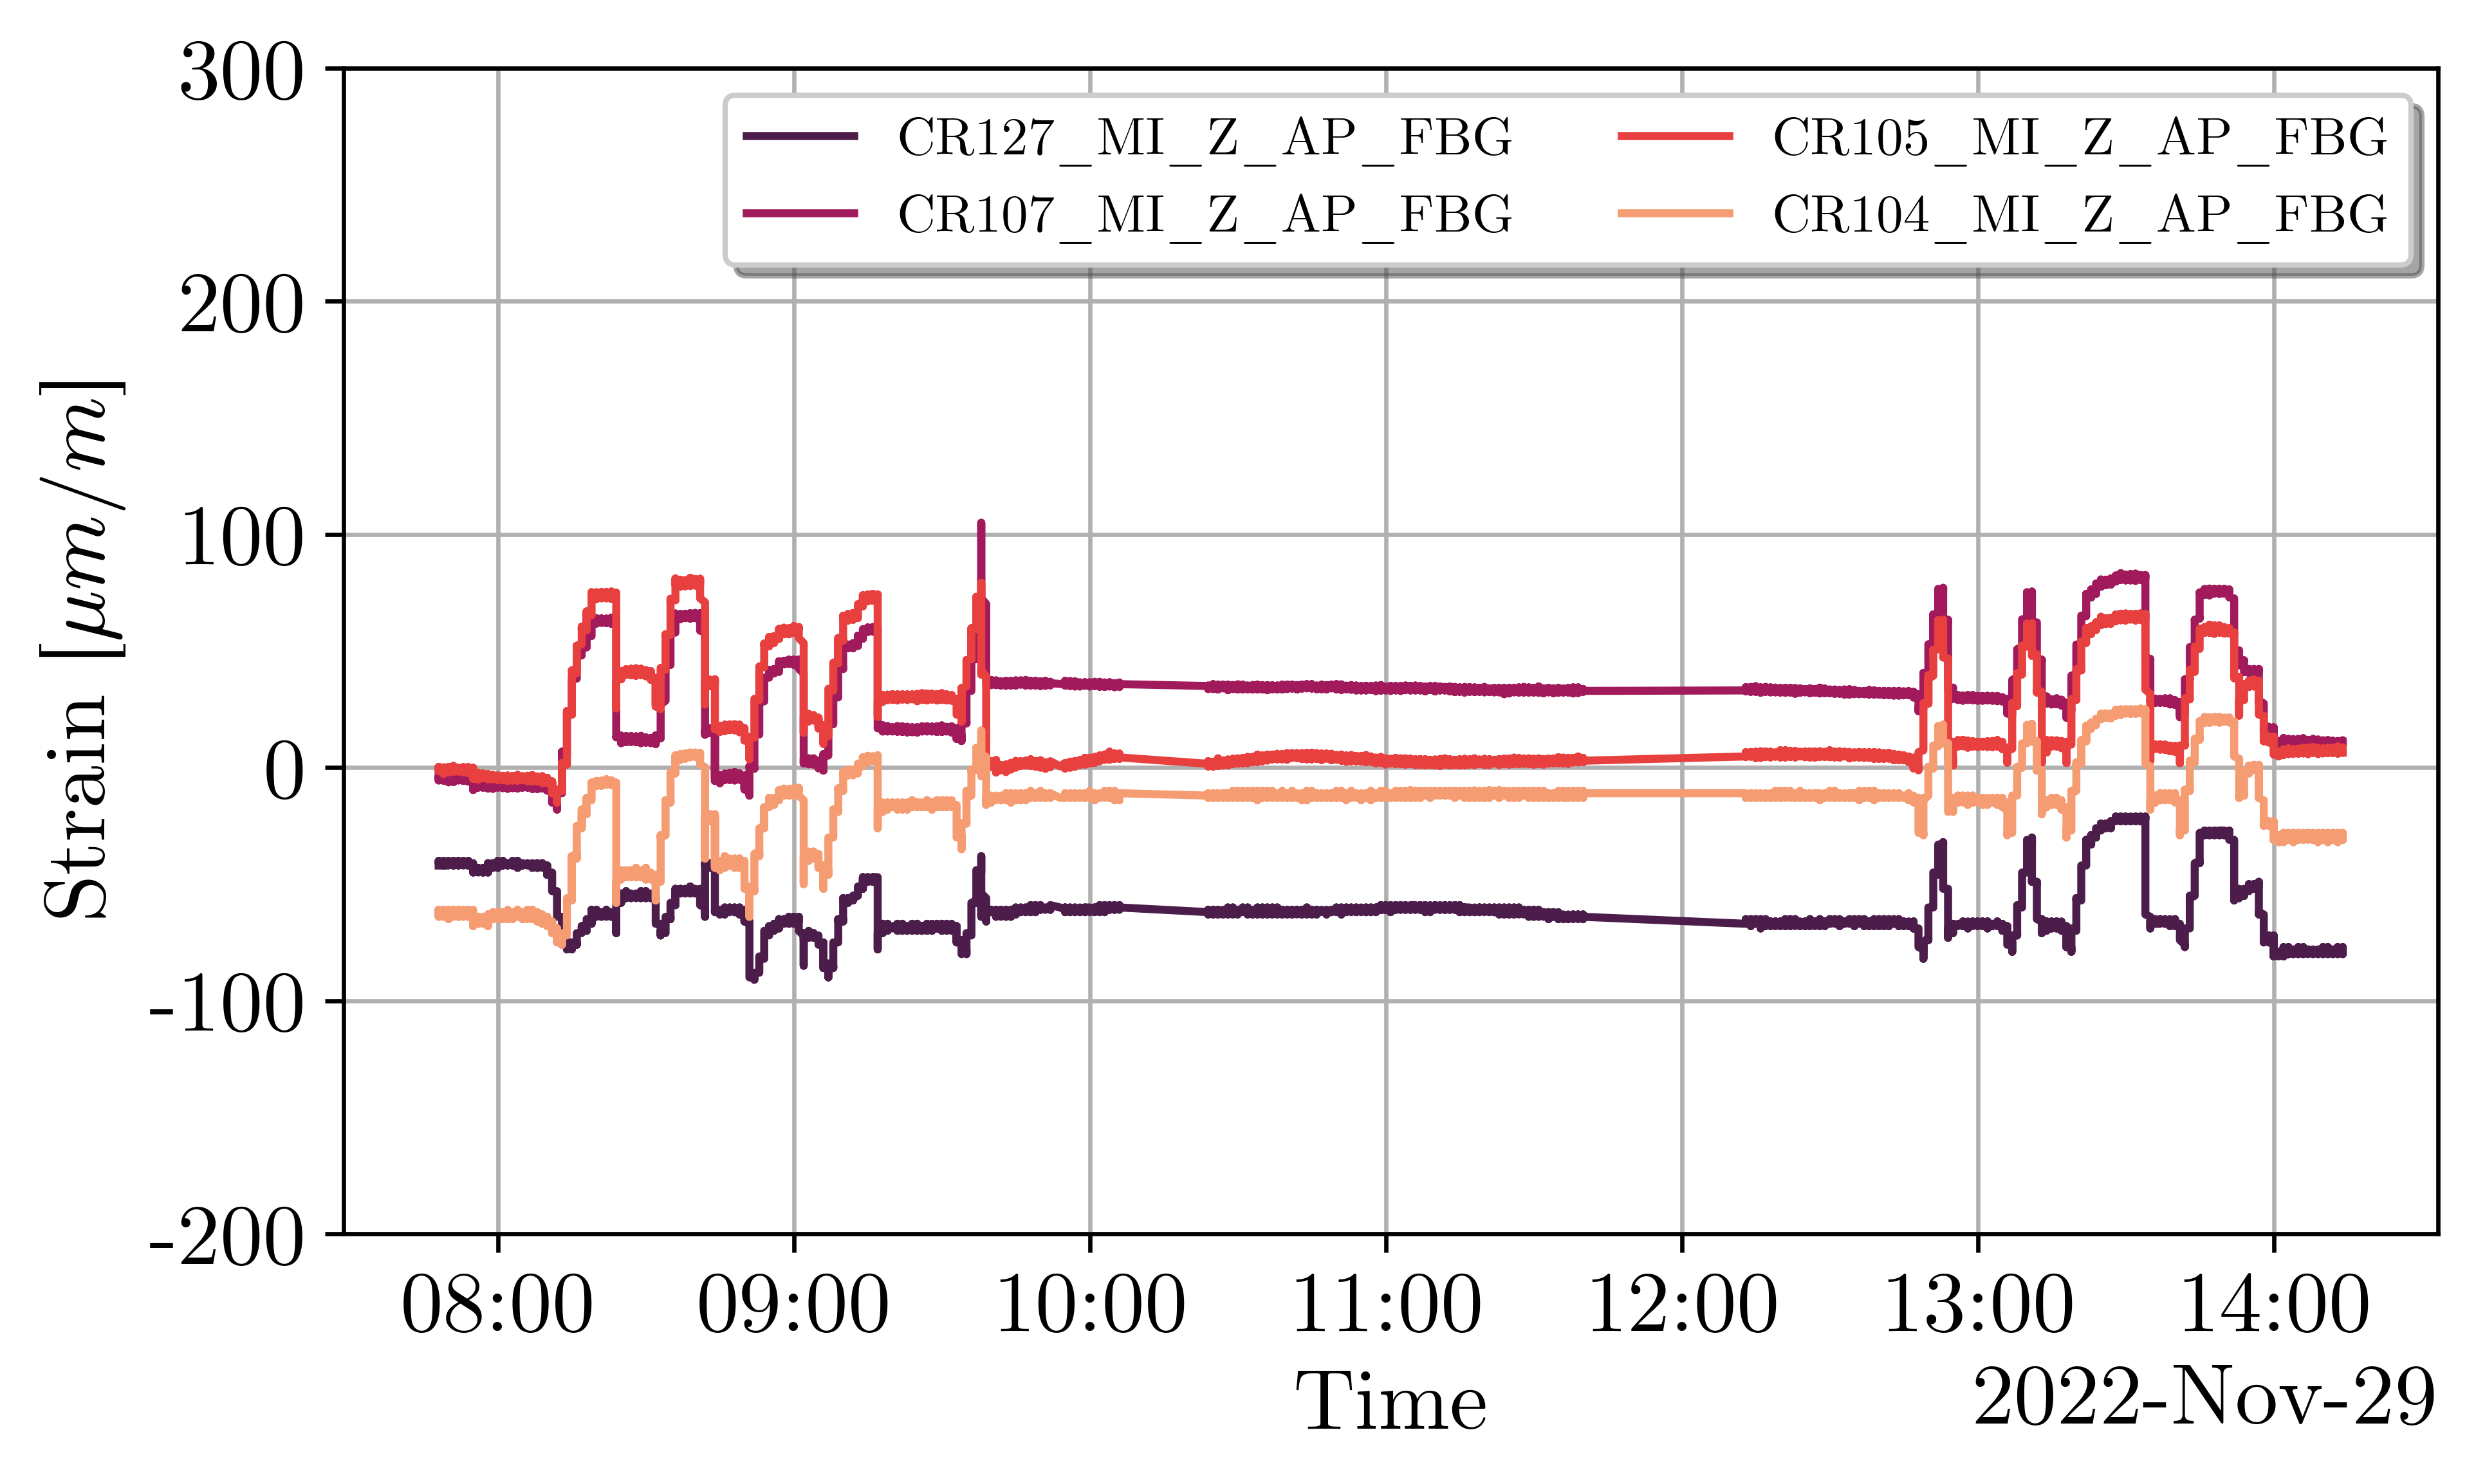 300
200
100
0
-100
-200
Strain [μm/m]
CR127_MI_Z_AP_FBG
CR107_MI_Z_AP_FBG
CR105_MI_Z_AP_FBG
CR104_MI_Z_AP_FBG
08:00 09:00 10:00 11:00 12:00 13:00 14:00
Time
2022-Nov-29